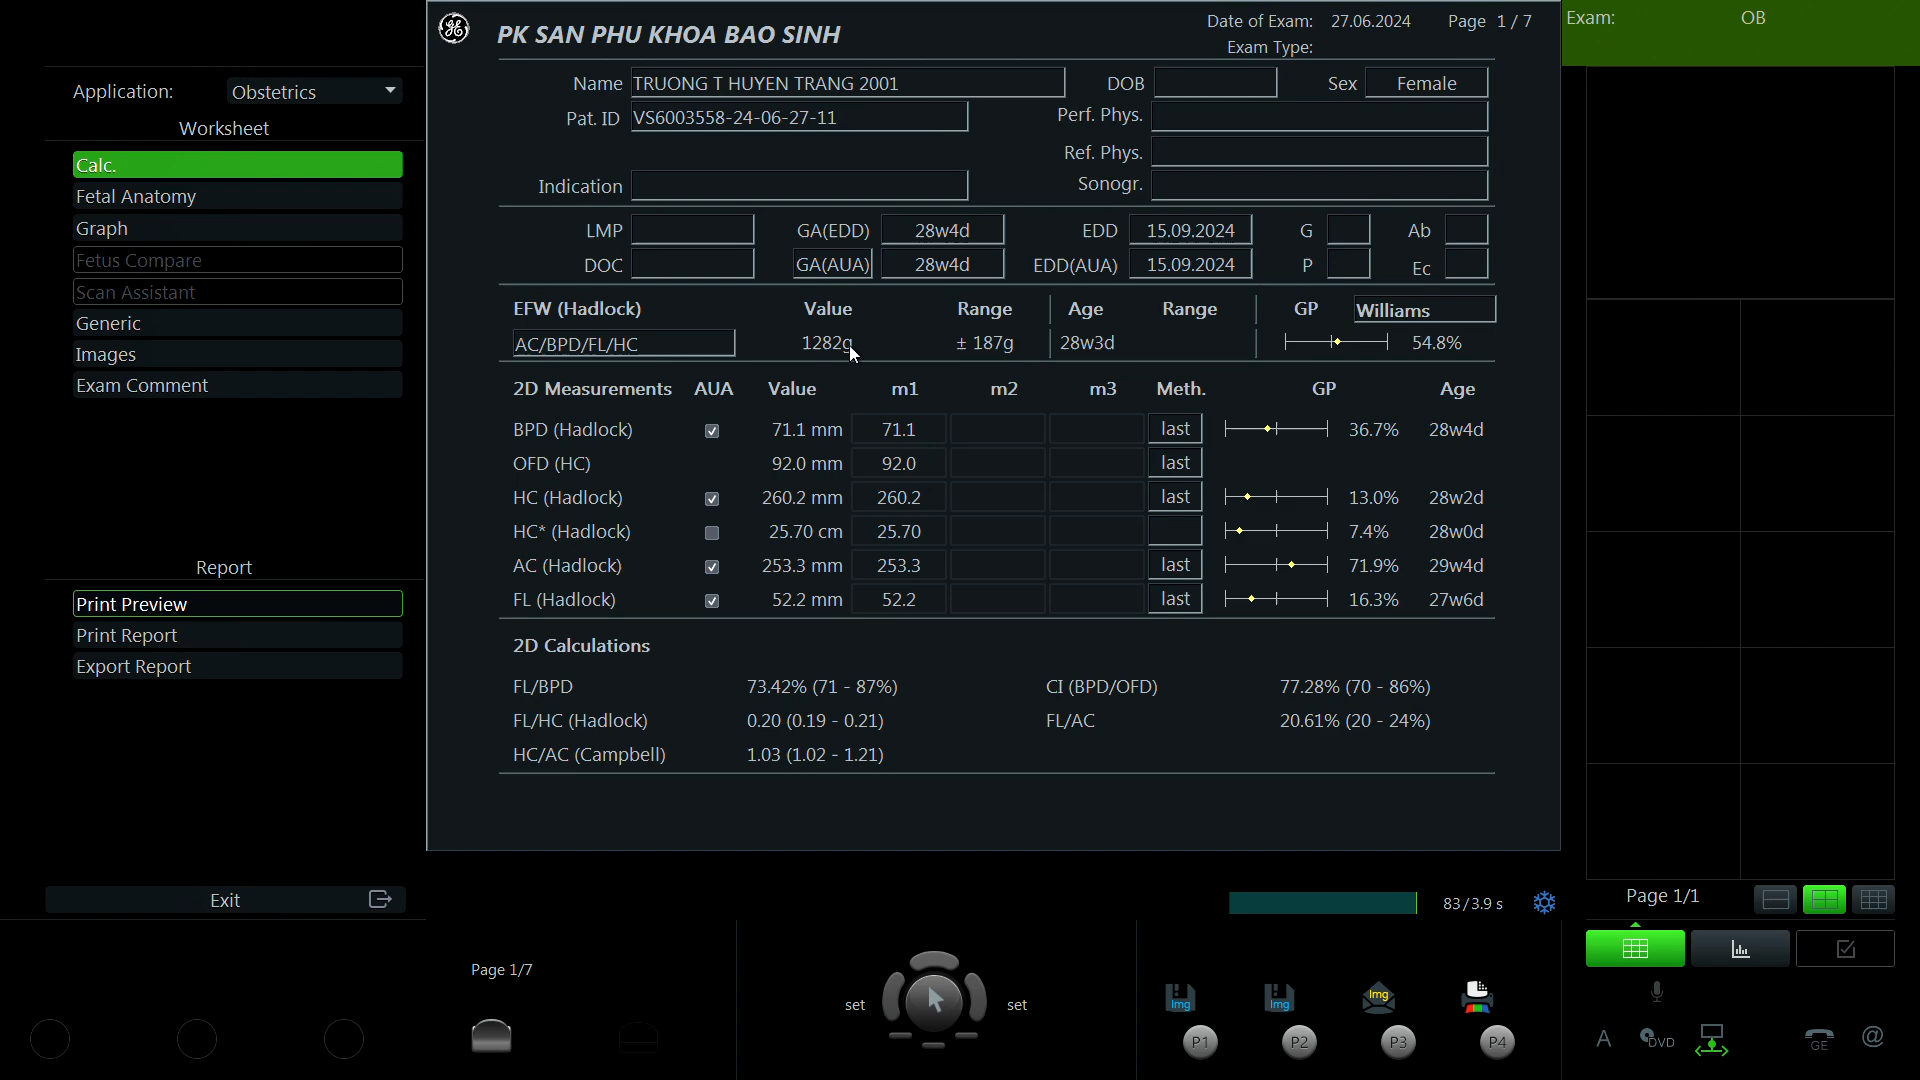 PK SAN PHU KHOA BAO SINH
Date of Exam: 27.06.2024 Page 1 / 7
Exam Type:
Exam: OB
Application: Obstetrics
Worksheet
Calc.
Fetal Anatomy
Graph
Fetus Compare
Scan Assistant
Generic
Images
Exam Comment
Report
Print Preview
Print Report
Export Report
Exit
Name TRUONG T HUYEN TRANG 2001 DOB Sex Female
Pat. ID VS6003558-24-06-27-11 Perf. Phys.
Ref. Phys.
Indication Sonogr.
LMP GA(EDD) 28w4d EDD 15.09.2024 G Ab
DOC GA(AUA) 28w4d EDD(AUA) 15.09.2024 P Ec
EFW (Hadlock) Value Range Age Range GP Williams
AC/BPD/FL/HC 1282g ± 187g 28w3d 54.8%
2D Measurements AUA Value m1 m2 m3 Meth. GP Age
BPD (Hadlock) 71.1 mm 71.1 last 36.7% 28w4d
OFD (HC) 92.0 mm 92.0 last
HC (Hadlock) 260.2 mm 260.2 last 13.0% 28w2d
HC* (Hadlock) 25.70 cm 25.70 7.4% 28w0d
AC (Hadlock) 253.3 mm 253.3 last 71.9% 29w4d
FL (Hadlock) 52.2 mm 52.2 last 16.3% 27w6d
2D Calculations
FL/BPD 73.42% (71 - 87%) CI (BPD/OFD) 77.28% (70 - 86%)
FL/HC (Hadlock) 0.20 (0.19 - 0.21) FL/AC 20.61% (20 - 24%)
HC/AC (Campbell) 1.03 (1.02 - 1.21)
83/3.9 s
Page 1/1
Page 1/7
set set
Img Img Img
P1 P2 P3 P4
A DVD GE @